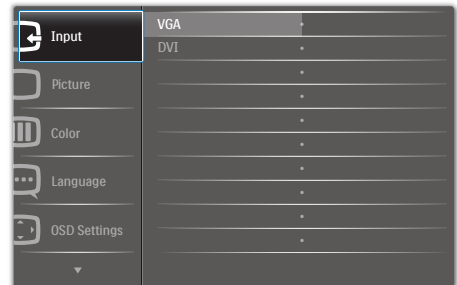 Input
Picture
Color
Language
OSD Settings
VGA
DVI